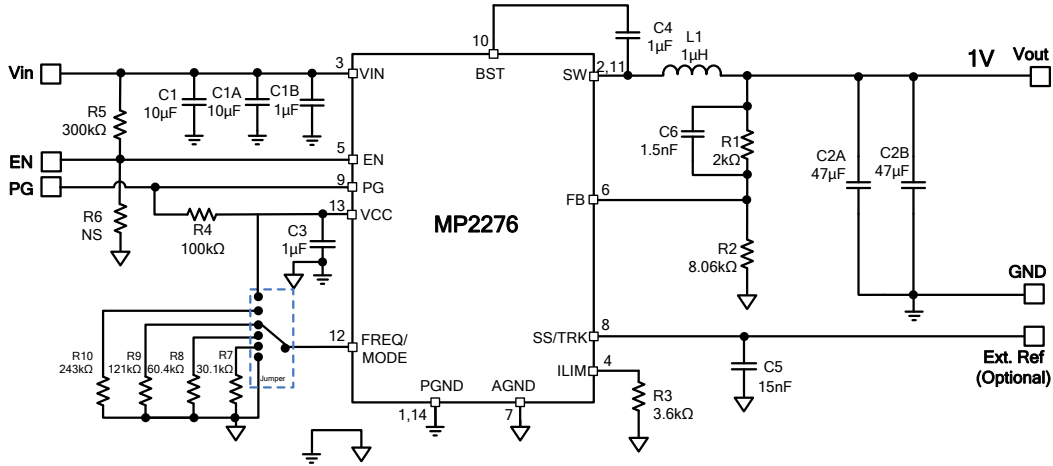 10
BST
C4
1µF
L1
1µH
3
VIN
SW
2,11
1V
Vout
Vin
C1
10µF
C1A
10µF
C1B
1µF
R5
300kΩ
C6
1.5nF
R1
2kΩ
C2A
47µF
C2B
47µF
EN
5
EN
PG
9
PG
FB
6
R6
NS
R4
100kΩ
13
VCC
C3
1µF
MP2276
R2
8.06kΩ
GND
12
FREQ/
MODE
SS/TRK
8
Ext. Ref
(Optional)
R10
243kΩ
R9
121kΩ
R8
60.4kΩ
R7
30.1kΩ
Jumper
ILIM
4
C5
15nF
R3
3.6kΩ
PGND
1,14
AGND
7